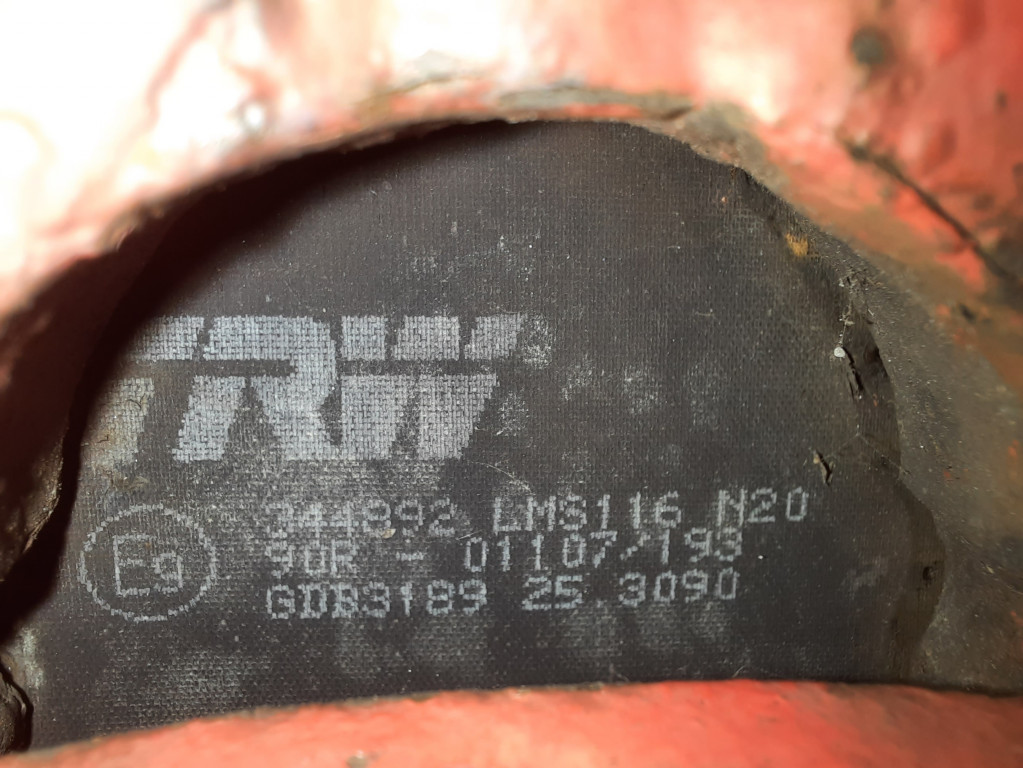 TRW
344892 LMS116 N20
E9 90R - 01107/193
GDB3189 25.3090